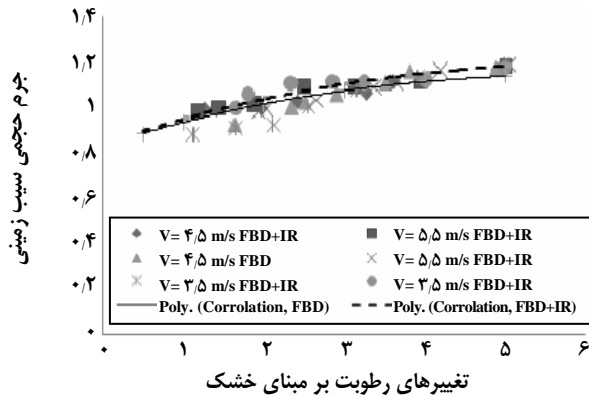 ۱٫۴
۱٫۲
۱
۰٫۸
۰٫۶
۰٫۴
۰٫۲
۰
جرم حجمی سیب زمینی
V= ۴٫۵ m/s FBD+IR
V= ۵٫۵ m/s FBD+IR
V= ۴٫۵ m/s FBD
V= ۵٫۵ m/s FBD+IR
V= ۳٫۵ m/s FBD+IR
V= ۳٫۵ m/s FBD+IR
Poly. (Corrolation, FBD)
Poly. (Corrolation, FBD+IR)
۰ ۱ ۲ ۳ ۴ ۵ ۶
تغییرهای رطوبت بر مبنای خشک